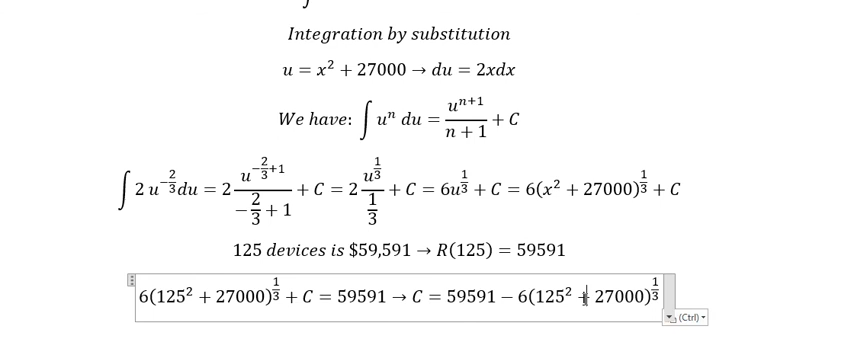 Integration by substitution
u = x² + 27000 → du = 2xdx
We have: ∫ uⁿ du = uⁿ⁺¹/(n + 1) + C
∫ 2 u^(-2/3) du = 2 u^(-2/3+1)/(-2/3 + 1) + C = 2 u^(1/3)/(1/3) + C = 6u^(1/3) + C = 6(x² + 27000)^(1/3) + C
125 devices is $59,591 → R(125) = 59591
6(125² + 27000)^(1/3) + C = 59591 → C = 59591 − 6(125² + 27000)^(1/3)
(Ctrl)